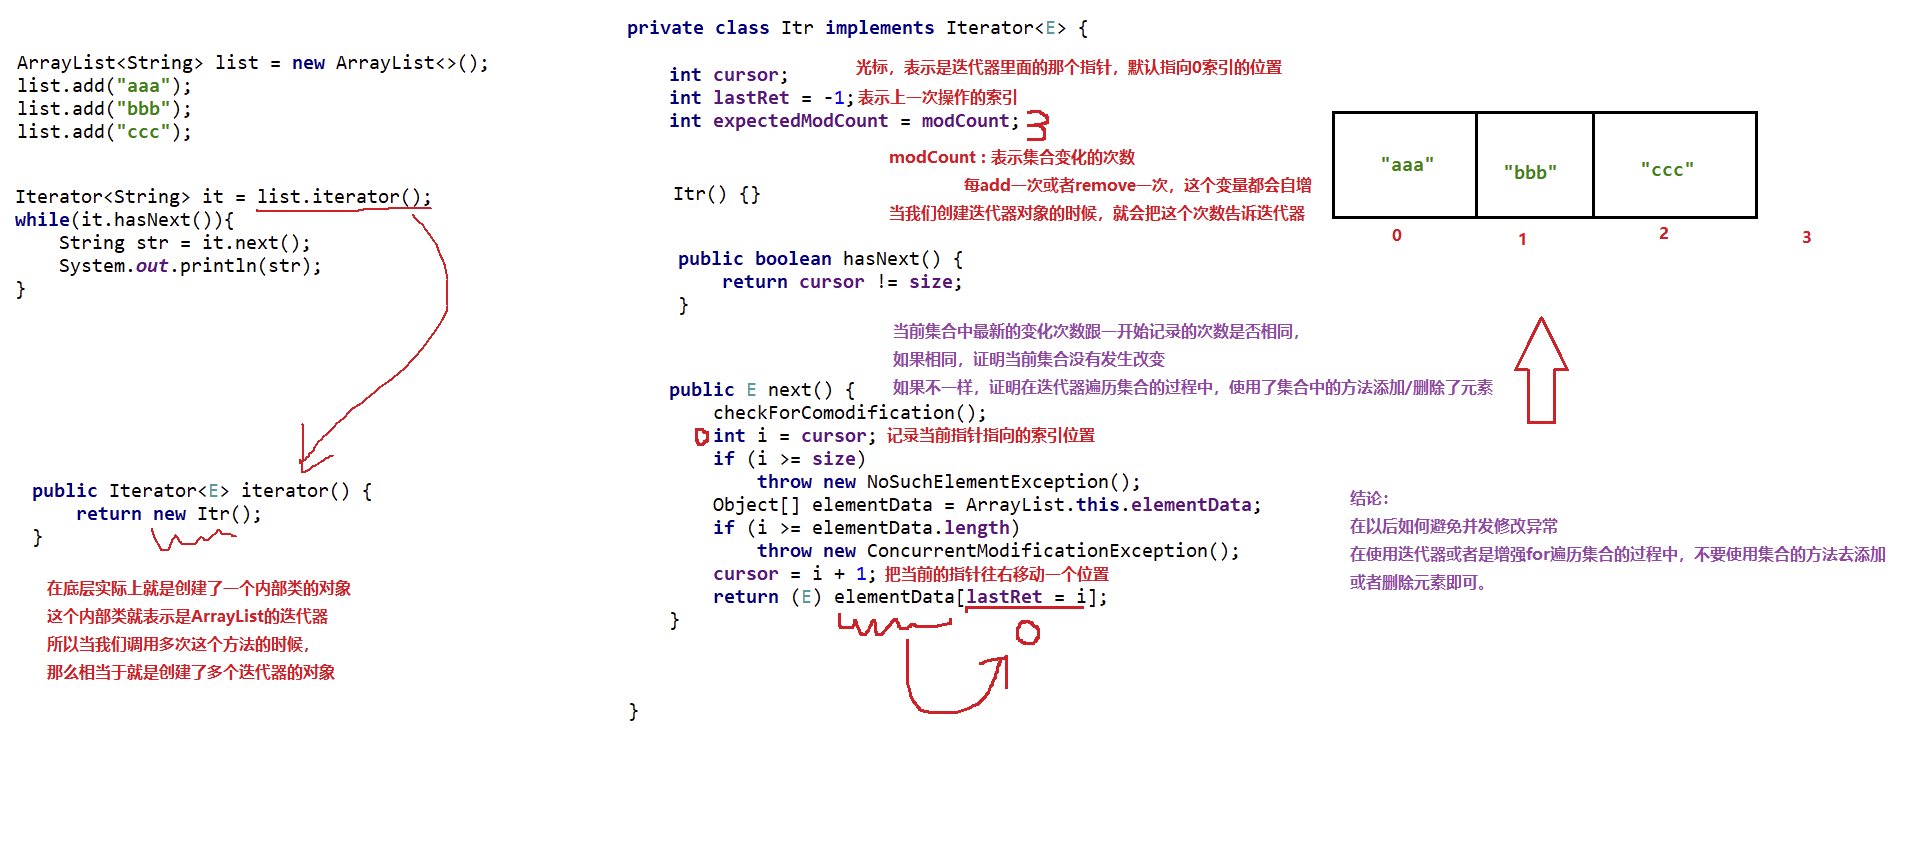 ArrayList<String> list = new ArrayList<>();
list.add("aaa");
list.add("bbb");
list.add("ccc");
Iterator<String> it = list.iterator();
while(it.hasNext()){
    String str = it.next();
    System.out.println(str);
}
public Iterator<E> iterator() {
    return new Itr();
}
在底层实际上就是创建了一个内部类的对象
这个内部类就表示是ArrayList的迭代器
所以当我们调用多次这个方法的时候，
那么相当于就是创建了多个迭代器的对象
private class Itr implements Iterator<E> {
int cursor; 光标，表示是迭代器里面的那个指针，默认指向0索引的位置
int lastRet = -1; 表示上一次操作的索引
int expectedModCount = modCount; 3
modCount：表示集合变化的次数
每add一次或者remove一次，这个变量都会自增
Itr() {}
当我们创建迭代器对象的时候，就会把这个次数告诉迭代器
public boolean hasNext() {
    return cursor != size;
}
当前集合中最新的变化次数跟一开始记录的次数是否相同，
如果相同，证明当前集合没有发生改变
如果不一样，证明在迭代器遍历集合的过程中，使用了集合中的方法添加/删除了元素
public E next() {
    checkForComodification();
0 int i = cursor; 记录当前指针指向的索引位置
    if (i >= size)
        throw new NoSuchElementException();
    Object[] elementData = ArrayList.this.elementData;
    if (i >= elementData.length)
        throw new ConcurrentModificationException();
    cursor = i + 1; 把当前的指针往右移动一个位置
    return (E) elementData[lastRet = i];
}
0
}
"aaa" "bbb" "ccc"
0 1 2 3
结论：
在以后如何避免并发修改异常
在使用迭代器或者是增强for遍历集合的过程中，不要使用集合的方法去添加
或者删除元素即可。